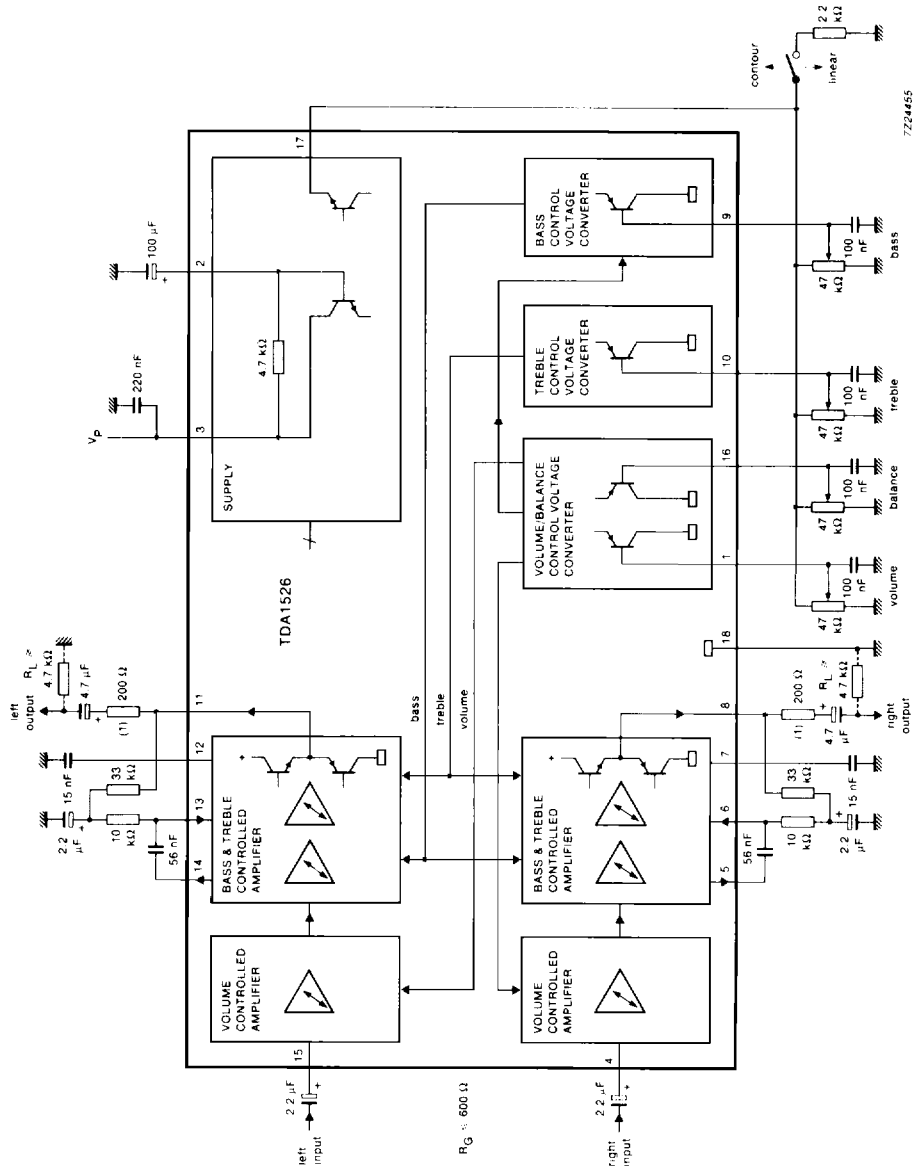 100 µF
+
2
220 nF
Vp
3
4.7 kΩ
SUPPLY
17
contour
linear
2.2
kΩ
TDA1526
left
output
RL ≥
4.7 kΩ
4.7 µF
+
200 Ω
(1)
11
12
15 nF
33
kΩ
2.2
µF
+
10
kΩ
13
56 nF
14
+
BASS & TREBLE
CONTROLLED
AMPLIFIER
VOLUME
CONTROLLED
AMPLIFIER
15
2.2 µF
+
left
input
bass
treble
volume
BASS
CONTROL
VOLTAGE
CONVERTER
9
TREBLE
CONTROL
VOLTAGE
CONVERTER
10
VOLUME/BALANCE
CONTROL VOLTAGE
CONVERTER
16
1
18
47
kΩ
100
nF
bass
47
kΩ
100
nF
treble
47
kΩ
100
nF
balance
47
kΩ
100
nF
volume
+
BASS & TREBLE
CONTROLLED
AMPLIFIER
8
7
6
5
200 Ω
(1)
4.7
µF
+
RL ≥
4.7 kΩ
right
output
33
kΩ
15 nF
10
kΩ
2.2
µF
+
56 nF
VOLUME
CONTROLLED
AMPLIFIER
4
2.2 µF
+
right
input
7Z24455